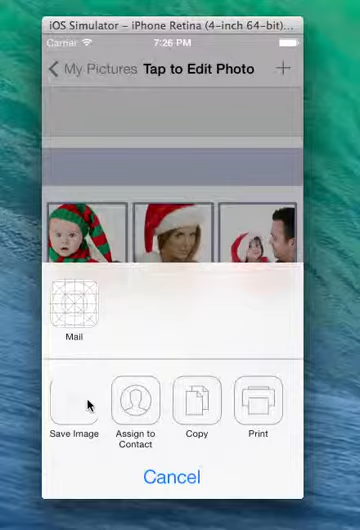 iOS Simulator – iPhone Retina (4-inch 64-bit)...
Carrier 7:26 PM
My Pictures Tap to Edit Photo
Mail
Save Image Assign to Contact Copy Print
Cancel